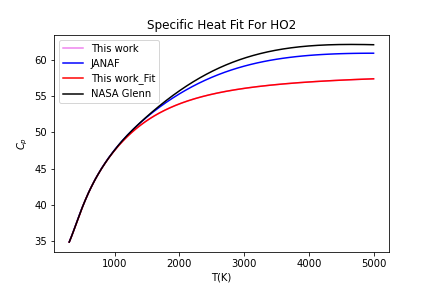 Specific Heat Fit For HO2
This work
JANAF
This work_Fit
NASA Glenn
60
55
50
45
40
35
C_p
1000
2000
3000
4000
5000
T(K)